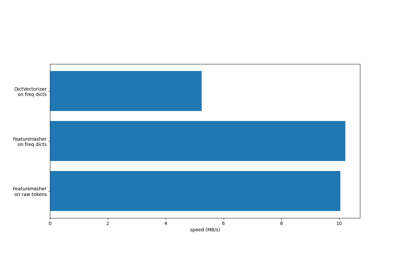 DictVectorizer
on freq dicts
FeatureHasher
on freq dicts
FeatureHasher
on raw tokens
0 2 4 6 8 10
speed (MB/s)